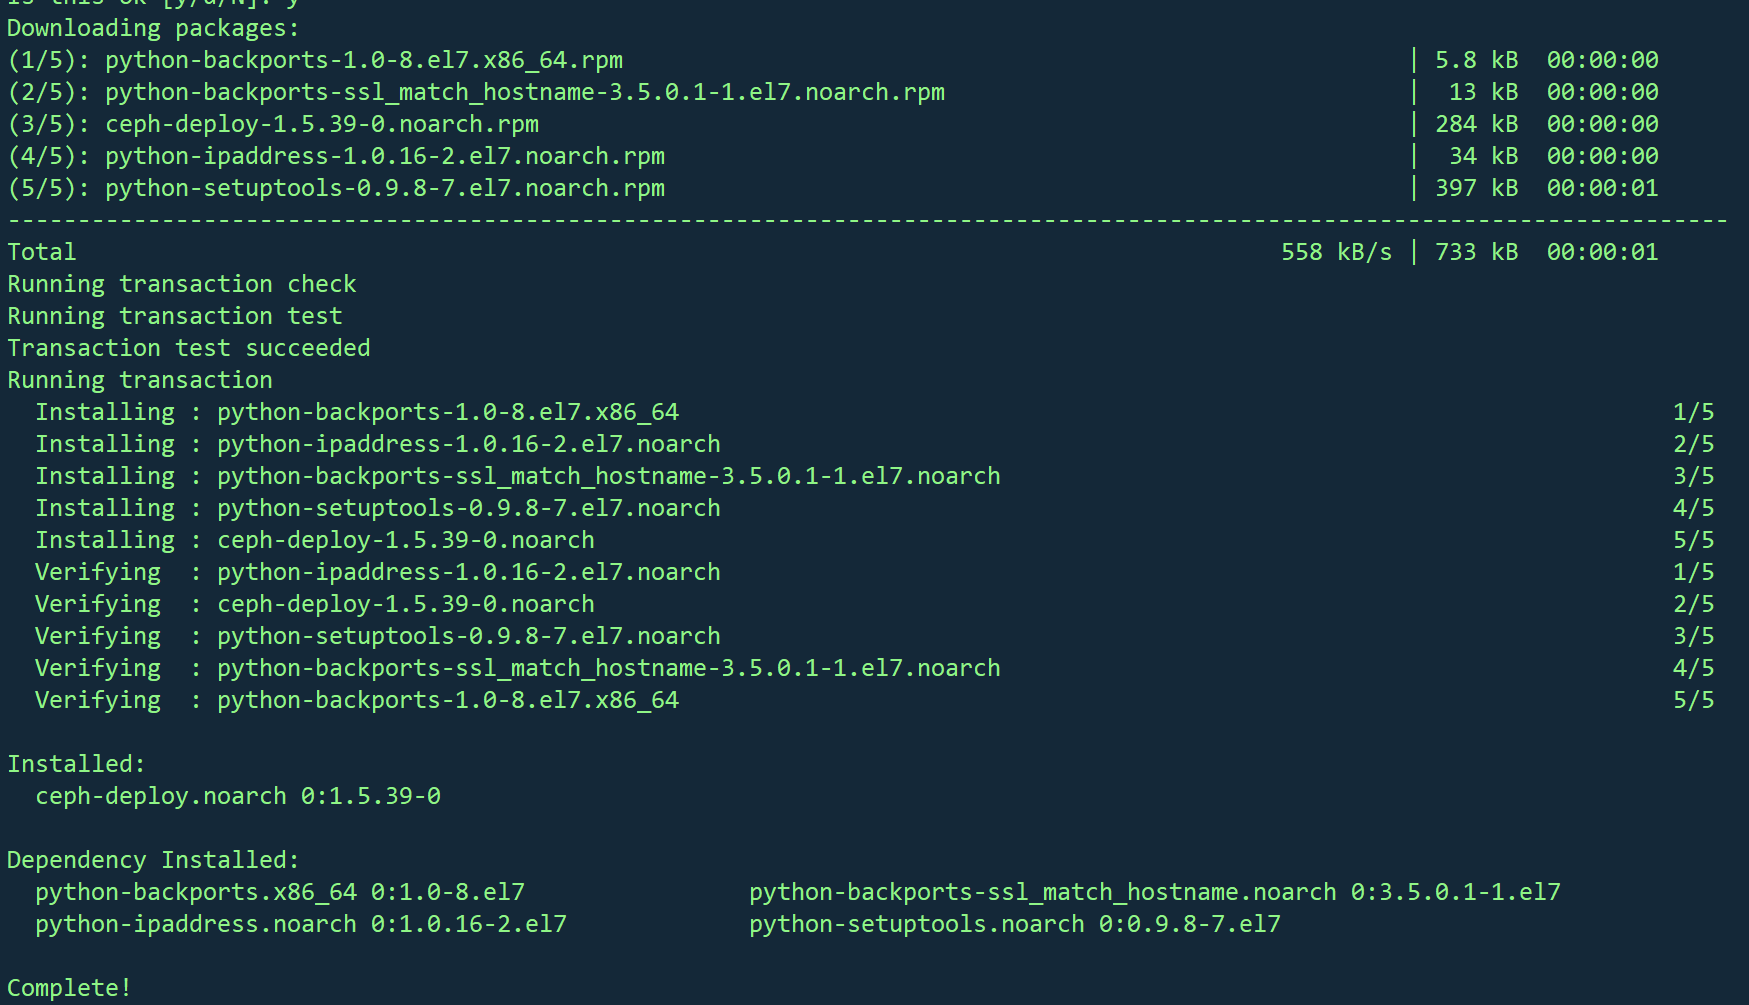 Is this ok [y/d/N]: y
Downloading packages:
(1/5): python-backports-1.0-8.el7.x86_64.rpm | 5.8 kB 00:00:00
(2/5): python-backports-ssl_match_hostname-3.5.0.1-1.el7.noarch.rpm | 13 kB 00:00:00
(3/5): ceph-deploy-1.5.39-0.noarch.rpm | 284 kB 00:00:00
(4/5): python-ipaddress-1.0.16-2.el7.noarch.rpm | 34 kB 00:00:00
(5/5): python-setuptools-0.9.8-7.el7.noarch.rpm | 397 kB 00:00:01
---------------------------------------------------------------------------------------------------------------------------
Total 558 kB/s | 733 kB 00:00:01
Running transaction check
Running transaction test
Transaction test succeeded
Running transaction
Installing : python-backports-1.0-8.el7.x86_64 1/5
Installing : python-ipaddress-1.0.16-2.el7.noarch 2/5
Installing : python-backports-ssl_match_hostname-3.5.0.1-1.el7.noarch 3/5
Installing : python-setuptools-0.9.8-7.el7.noarch 4/5
Installing : ceph-deploy-1.5.39-0.noarch 5/5
Verifying : python-ipaddress-1.0.16-2.el7.noarch 1/5
Verifying : ceph-deploy-1.5.39-0.noarch 2/5
Verifying : python-setuptools-0.9.8-7.el7.noarch 3/5
Verifying : python-backports-ssl_match_hostname-3.5.0.1-1.el7.noarch 4/5
Verifying : python-backports-1.0-8.el7.x86_64 5/5
Installed:
ceph-deploy.noarch 0:1.5.39-0
Dependency Installed:
python-backports.x86_64 0:1.0-8.el7 python-backports-ssl_match_hostname.noarch 0:3.5.0.1-1.el7
python-ipaddress.noarch 0:1.0.16-2.el7 python-setuptools.noarch 0:0.9.8-7.el7
Complete!